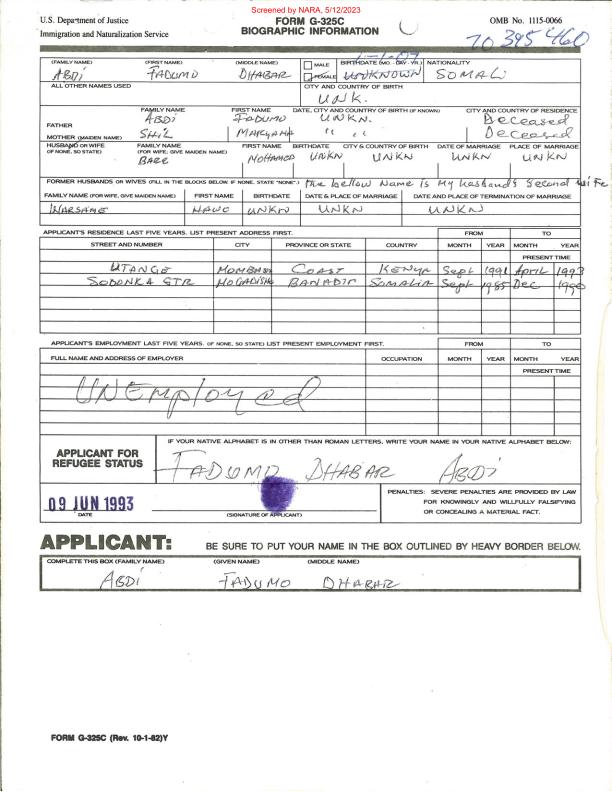 Screened by NARA, 5/12/2023
U.S. Department of Justice
Immigration and Naturalization Service
FORM G-325C
BIOGRAPHIC INFORMATION
OMB No. 1115-0066
70 395 460
(FAMILY NAME) (FIRST NAME) (MIDDLE NAME) MALE FEMALE BIRTHDATE (MO.-DAY-YR.) NATIONALITY
ABDI FADUMO DHABAR UNKNOWN SOMALI
ALL OTHER NAMES USED CITY AND COUNTRY OF BIRTH
UNK.
FAMILY NAME FIRST NAME DATE, CITY AND COUNTRY OF BIRTH (IF KNOWN) CITY AND COUNTRY OF RESIDENCE
FATHER ABDI FADUMO UNKN. Deceased
MOTHER (MAIDEN NAME) SHIL MARYAMA " " " " Deceased
HUSBAND OR WIFE (IF NONE, SO STATE) FAMILY NAME (FOR WIFE, GIVE MAIDEN NAME) FIRST NAME BIRTHDATE CITY & COUNTRY OF BIRTH DATE OF MARRIAGE PLACE OF MARRIAGE
BARE MOHAMED UNKN UNKN UNKN UNKN
FORMER HUSBANDS OR WIVES (FILL IN THE BLOCKS BELOW. IF NONE, STATE "NONE".) the bellow Name is My husband's Second wife
FAMILY NAME (FOR WIFE, GIVE MAIDEN NAME) FIRST NAME BIRTHDATE DATE & PLACE OF MARRIAGE DATE AND PLACE OF TERMINATION OF MARRIAGE
WARSAME HAWO UNKN UNKN UNKN
APPLICANT'S RESIDENCE LAST FIVE YEARS. LIST PRESENT ADDRESS FIRST. FROM TO
STREET AND NUMBER CITY PROVINCE OR STATE COUNTRY MONTH YEAR MONTH YEAR
PRESENT TIME
UTANGE MOMBASA COAST KENYA Sept 1991 April 1993
SODONKA STR MOGADISHU BANADIR SOMALIA Sept 1985 Dec 1990
APPLICANT'S EMPLOYMENT LAST FIVE YEARS. (IF NONE, SO STATE) LIST PRESENT EMPLOYMENT FIRST. FROM TO
FULL NAME AND ADDRESS OF EMPLOYER OCCUPATION MONTH YEAR MONTH YEAR
PRESENT TIME
UNEmployed
APPLICANT FOR REFUGEE STATUS
IF YOUR NATIVE ALPHABET IS IN OTHER THAN ROMAN LETTERS, WRITE YOUR NAME IN YOUR NATIVE ALPHABET BELOW:
FADUMO DHABAR ABDI
09 JUN 1993
DATE (SIGNATURE OF APPLICANT)
PENALTIES: SEVERE PENALTIES ARE PROVIDED BY LAW
FOR KNOWINGLY AND WILLFULLY FALSIFYING
OR CONCEALING A MATERIAL FACT.
APPLICANT: BE SURE TO PUT YOUR NAME IN THE BOX OUTLINED BY HEAVY BORDER BELOW.
COMPLETE THIS BOX (FAMILY NAME) (GIVEN NAME) (MIDDLE NAME)
ABDI FADUMO DHABAR
FORM G-325C (Rev. 10-1-82)Y